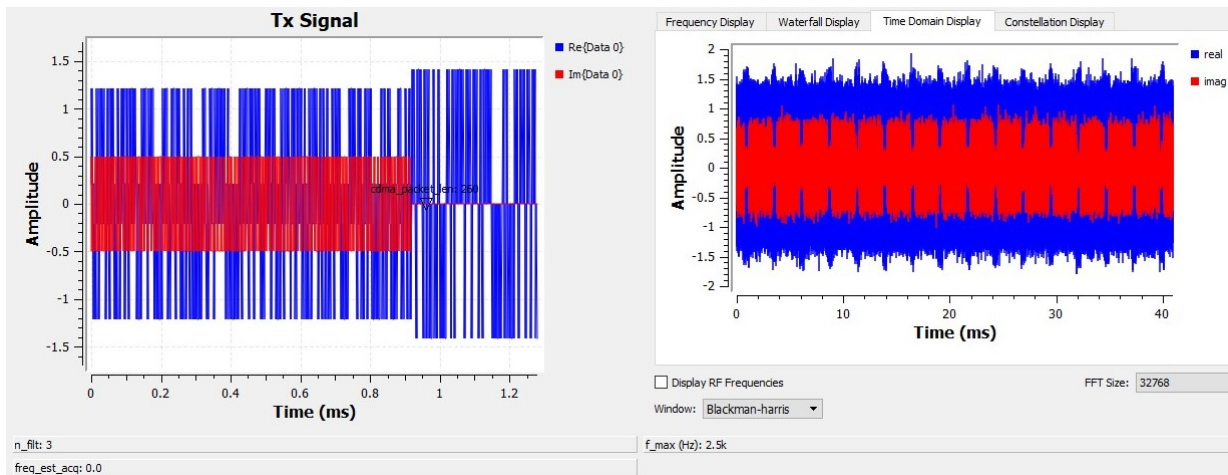 Tx Signal
Re{Data 0}
Im{Data 0}
1.5
1
0.5
0
-0.5
-1
-1.5
Amplitude
cdma_packet_len: 260
0
0.2
0.4
0.6
0.8
1
1.2
Time (ms)
Frequency Display
Waterfall Display
Time Domain Display
Constellation Display
real
imag
2
1.5
1
0.5
0
-0.5
-1
-1.5
-2
Amplitude
0
10
20
30
40
Time (ms)
Display RF Frequencies
FFT Size: 32768
Window: Blackman-harris
n_filt: 3
f_max (Hz): 2.5k
freq_est_acq: 0.0